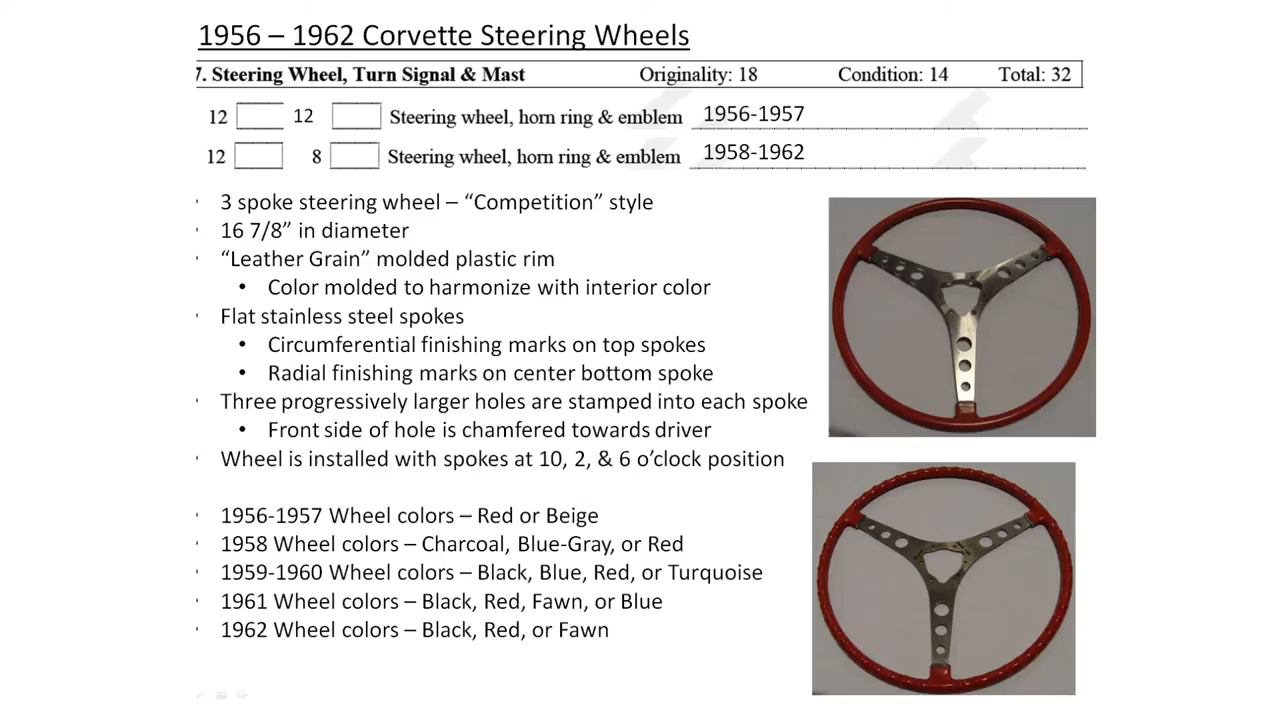 1956 – 1962 Corvette Steering Wheels
7. Steering Wheel, Turn Signal & Mast Originality: 18 Condition: 14 Total: 32
12 12 Steering wheel, horn ring & emblem 1956-1957
12 8 Steering wheel, horn ring & emblem 1958-1962
3 spoke steering wheel – “Competition” style
16 7/8” in diameter
“Leather Grain” molded plastic rim
• Color molded to harmonize with interior color
Flat stainless steel spokes
• Circumferential finishing marks on top spokes
• Radial finishing marks on center bottom spoke
Three progressively larger holes are stamped into each spoke
• Front side of hole is chamfered towards driver
Wheel is installed with spokes at 10, 2, & 6 o’clock position
1956-1957 Wheel colors – Red or Beige
1958 Wheel colors – Charcoal, Blue-Gray, or Red
1959-1960 Wheel colors – Black, Blue, Red, or Turquoise
1961 Wheel colors – Black, Red, Fawn, or Blue
1962 Wheel colors – Black, Red, or Fawn